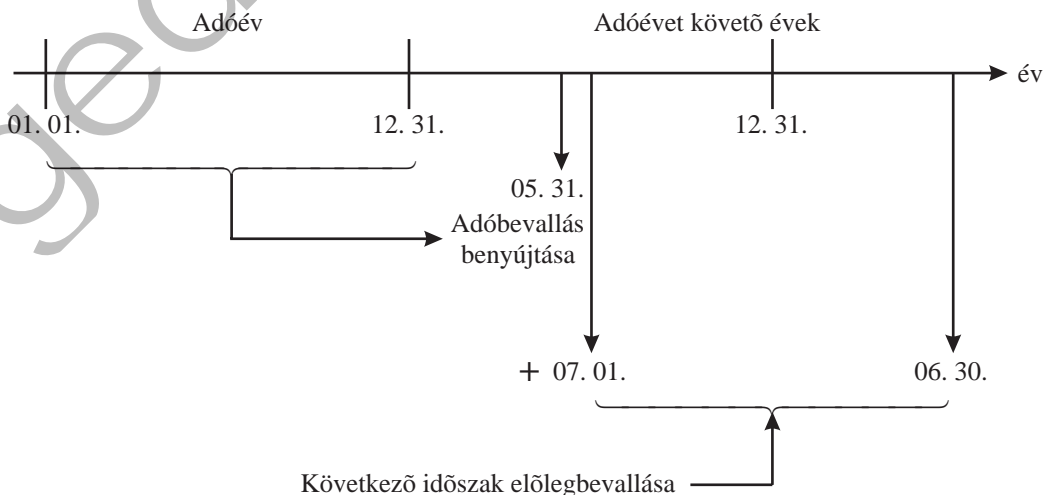 Adóév Adóévet követõ évek
év
01. 01. 12. 31. 12. 31.
05. 31.
Adóbevallás
benyújtása
+ 07. 01. 06. 30.
Következõ idõszak elõlegbevallása